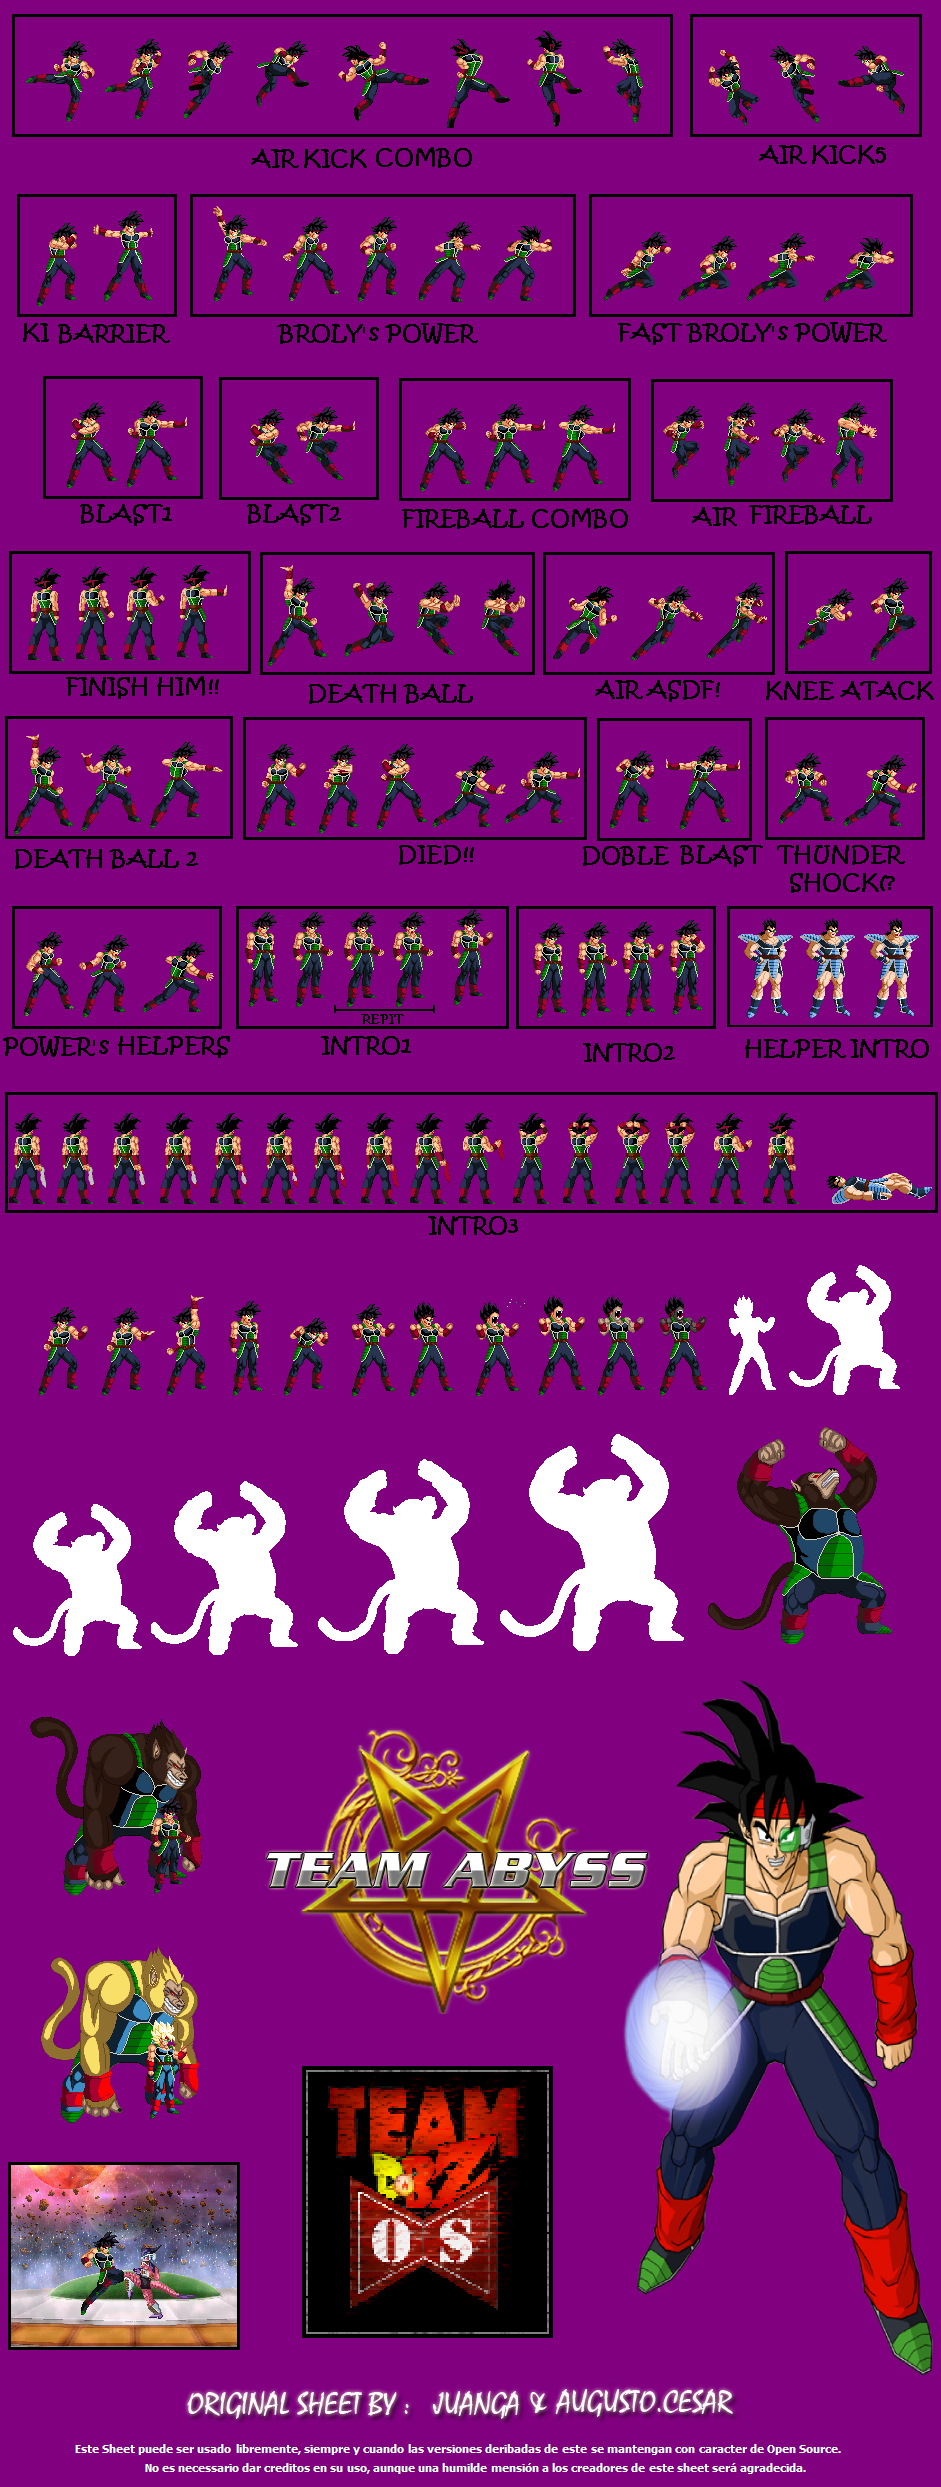 AIR KICK COMBO
AIR KICK5
KI BARRIER
BROLY's POWER
FAST BROLY's POWER
BLAST1
BLAST2
FIREBALL COMBO
AIR FIREBALL
FINISH HIM!!
DEATH BALL
AIR ASDF!
KNEE ATACK
DEATH BALL 2
DIED!!
DOBLE BLAST
THUNDER
SHOCK(?
POWER's HELPERS
REPIT
INTRO1
INTRO2
HELPER INTRO
INTRO3
TEAM ABYSS
TEAM
DBZ
OS
ORIGINAL SHEET BY : JUANGA & AUGUSTO.CESAR
Este Sheet puede ser usado libremente, siempre y cuando las versiones deribadas de este se mantengan con caracter de Open Source.
No es necessario dar creditos en su uso, aunque una humilde mensión a los creadores de este sheet será agradecida.